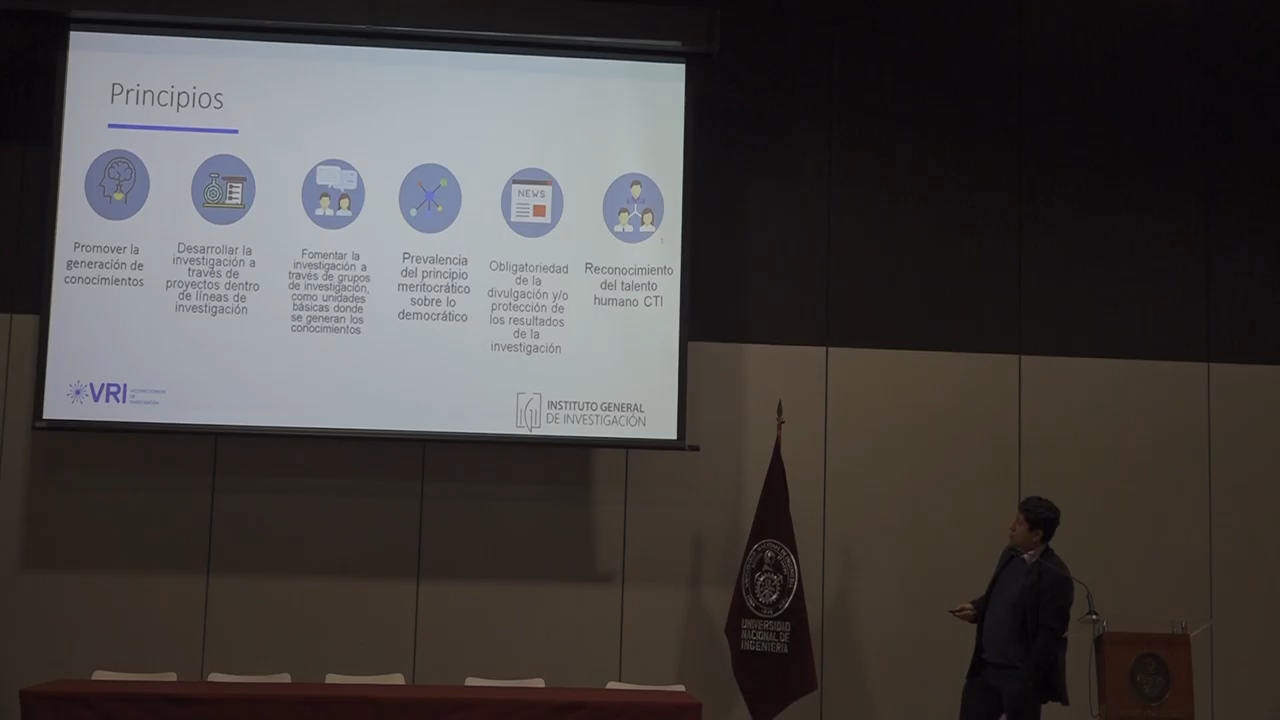 Principios
Promover la
generación de
conocimientos
Desarrollar la
investigación a
través de
proyectos dentro
de líneas de
investigación
Fomentar la
investigación a
través de grupos
de investigación,
como unidades
básicas donde
se generan los
conocimientos
Prevalencia
del principio
meritocrático
sobre lo
democrático
NEWS
Obligatoriedad
de la
divulgación y/o
protección de
los resultados
de la
investigación
Reconocimiento
del talento
humano CTI
VRI
INSTITUTO GENERAL
DE INVESTIGACIÓN
UNIVERSIDAD
NACIONAL DE
INGENIERÍA